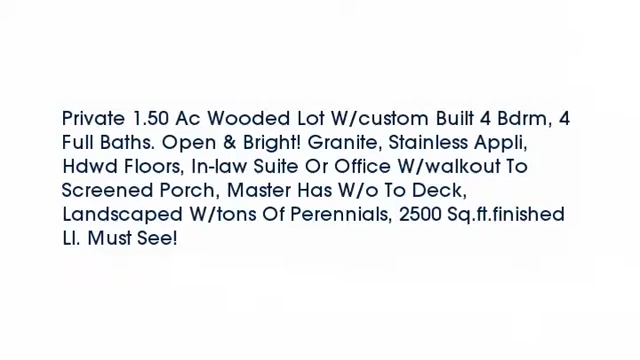 Private 1.50 Ac Wooded Lot W/custom Built 4 Bdrm, 4
Full Baths. Open & Bright! Granite, Stainless Appli,
Hdwd Floors, In-law Suite Or Office W/walkout To
Screened Porch, Master Has W/o To Deck,
Landscaped W/tons Of Perennials, 2500 Sq.ft.finished
Ll. Must See!